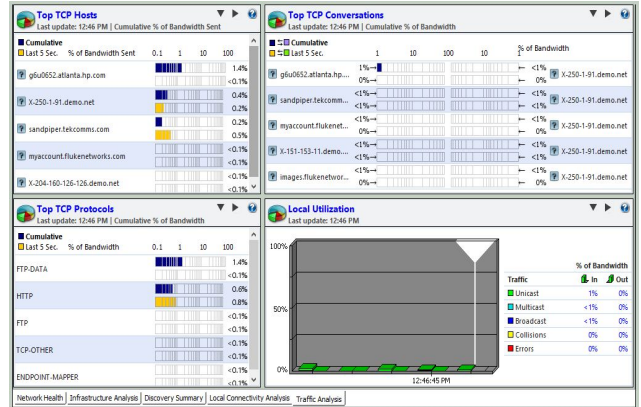 Top TCP Hosts
Last update: 12:46 PM | Cumulative % of Bandwidth Sent
Cumulative
Last 5 Sec. % of Bandwidth Sent 0.1 1 10 100
g6u0652.atlanta.hp.com 1.4%
<0.1%
X-250-1-91.demo.net 0.4%
0.2%
sandpiper.tekcomms.com 0.2%
0.5%
myaccount.flukenetworks.com <0.1%
<0.1%
X-204-160-126-126.demo.net <0.1%
<0.1%
Top TCP Conversations
Last update: 12:46 PM | Cumulative % of Bandwidth
Cumulative
Last 5 Sec. 1 10 100 10 1 % of Bandwidth
g6u0652.atlanta.hp.... 1% <1% X-250-1-91.demo.net
0% 0%
sandpiper.tekcomm... <1% <1% X-250-1-91.demo.net
<1% <1%
myaccount.flukenet... <1% <1% X-250-1-91.demo.net
0% 0%
X-151-153-11.demo.... <1% <1% X-250-1-91.demo.net
<1% <1%
images.flukenetwor... <1% <1% X-250-1-91.demo.net
0% 0%
Top TCP Protocols
Last update: 12:46 PM | Cumulative % of Bandwidth
Cumulative
Last 5 Sec. % of Bandwidth 0.1 1 10 100
FTP-DATA 1.4%
<0.1%
HTTP 0.6%
0.8%
FTP <0.1%
<0.1%
TCP-OTHER <0.1%
<0.1%
ENDPOINT-MAPPER <0.1%
<0.1%
Local Utilization
Last update: 12:46 PM
100%
50%
0%
12:46:45 PM
% of Bandwidth
Traffic In Out
Unicast 1% 0%
Multicast <1% 0%
Broadcast <1% 0%
Collisions 0% 0%
Errors 0% 0%
Network Health Infrastructure Analysis Discovery Summary Local Connectivity Analysis Traffic Analysis